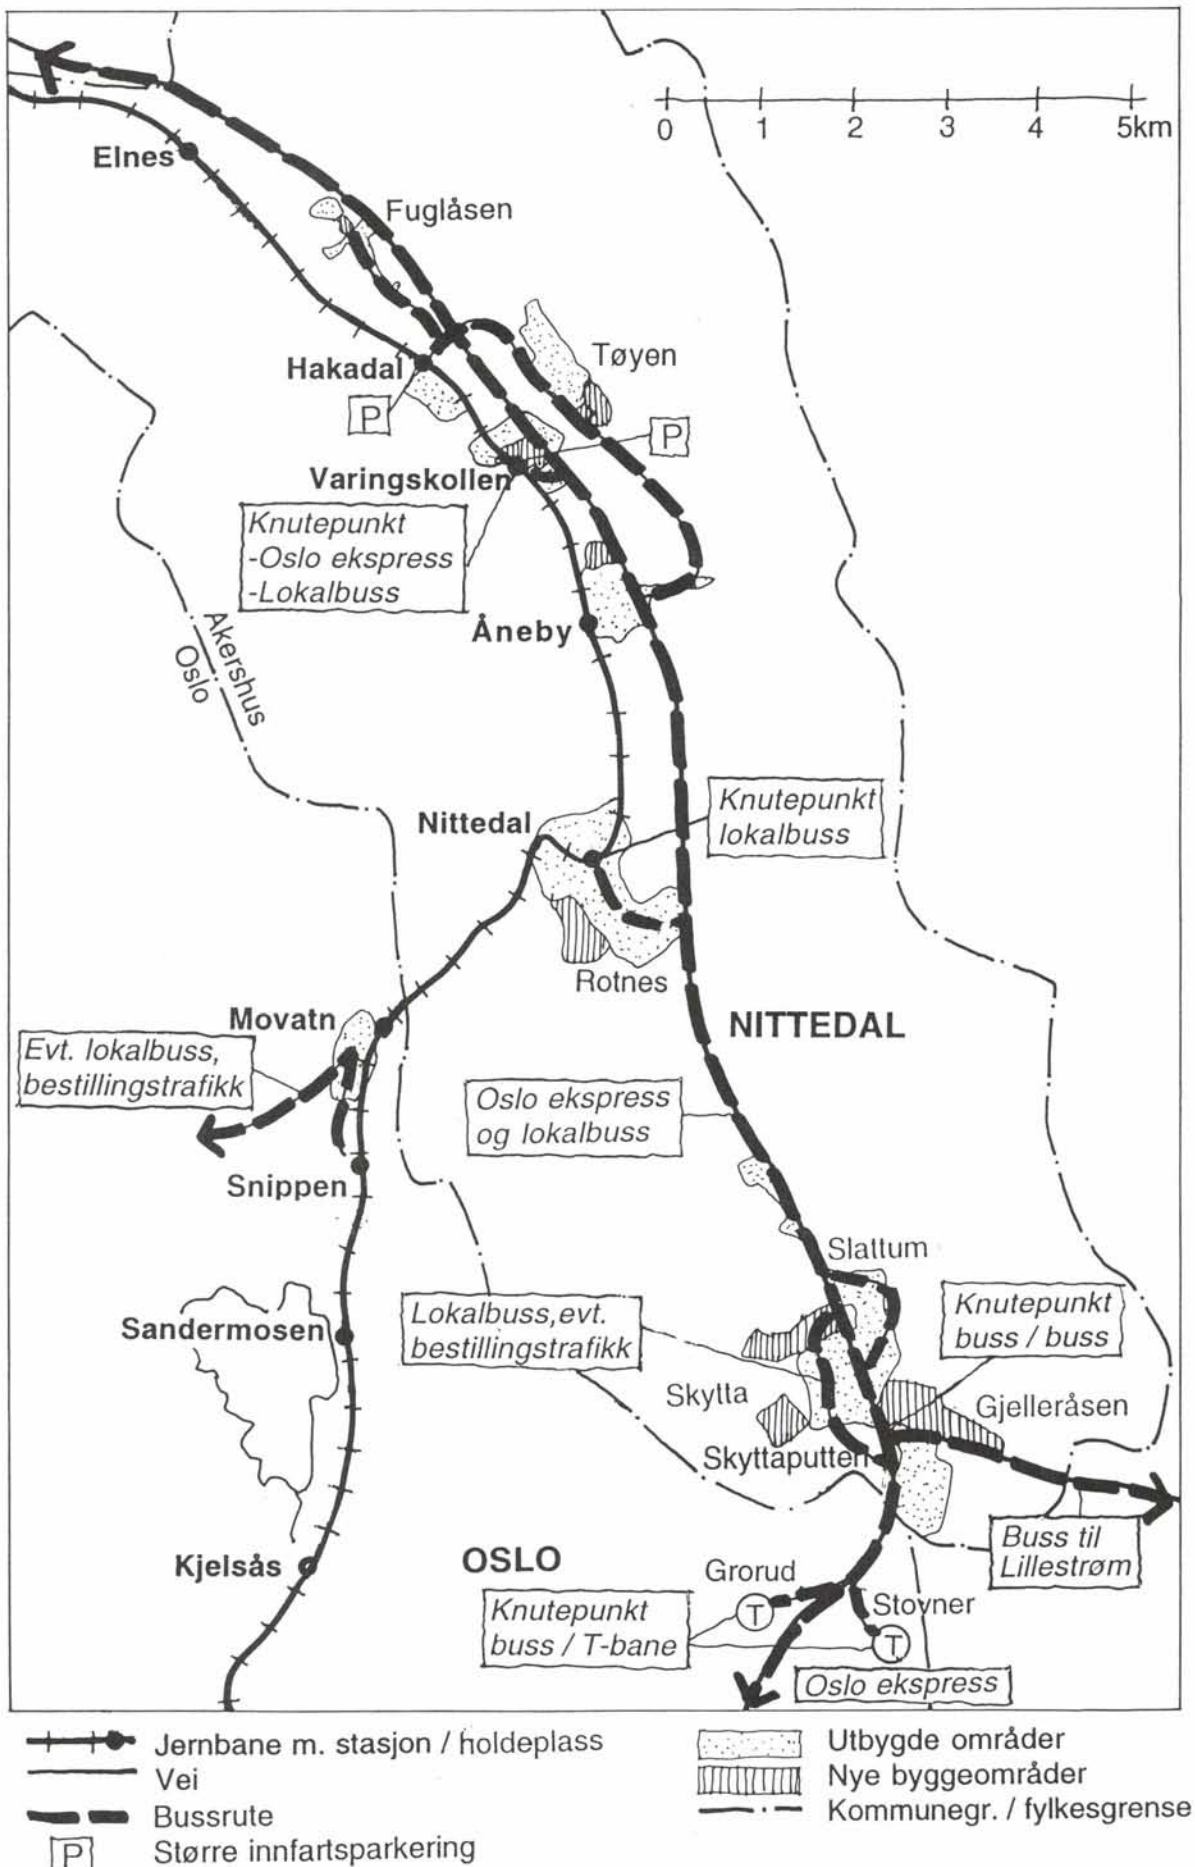 0 1 2 3 4 5km
Elnes
Fuglåsen
Hakadal
Tøyen
P
P
Varingskollen
Knutepunkt
-Oslo ekspress
-Lokalbuss
Åneby
Akershus
Oslo
Nittedal
Knutepunkt
lokalbuss
Rotnes
Movatn
NITTEDAL
Evt. lokalbuss,
bestillingstrafikk
Oslo ekspress
og lokalbuss
Snippen
Slattum
Sandermosen
Lokalbuss,evt.
bestillingstrafikk
Knutepunkt
buss / buss
Skytta
Gjelleråsen
Skyttaputten
Buss til
Lillestrøm
Kjelsås
OSLO
Grorud
T
Stovner
T
Knutepunkt
buss / T-bane
Oslo ekspress
Jernbane m. stasjon / holdeplass
Vei
Bussrute
P Større innfartsparkering
Utbygde områder
Nye byggeområder
Kommunegr. / fylkesgrense